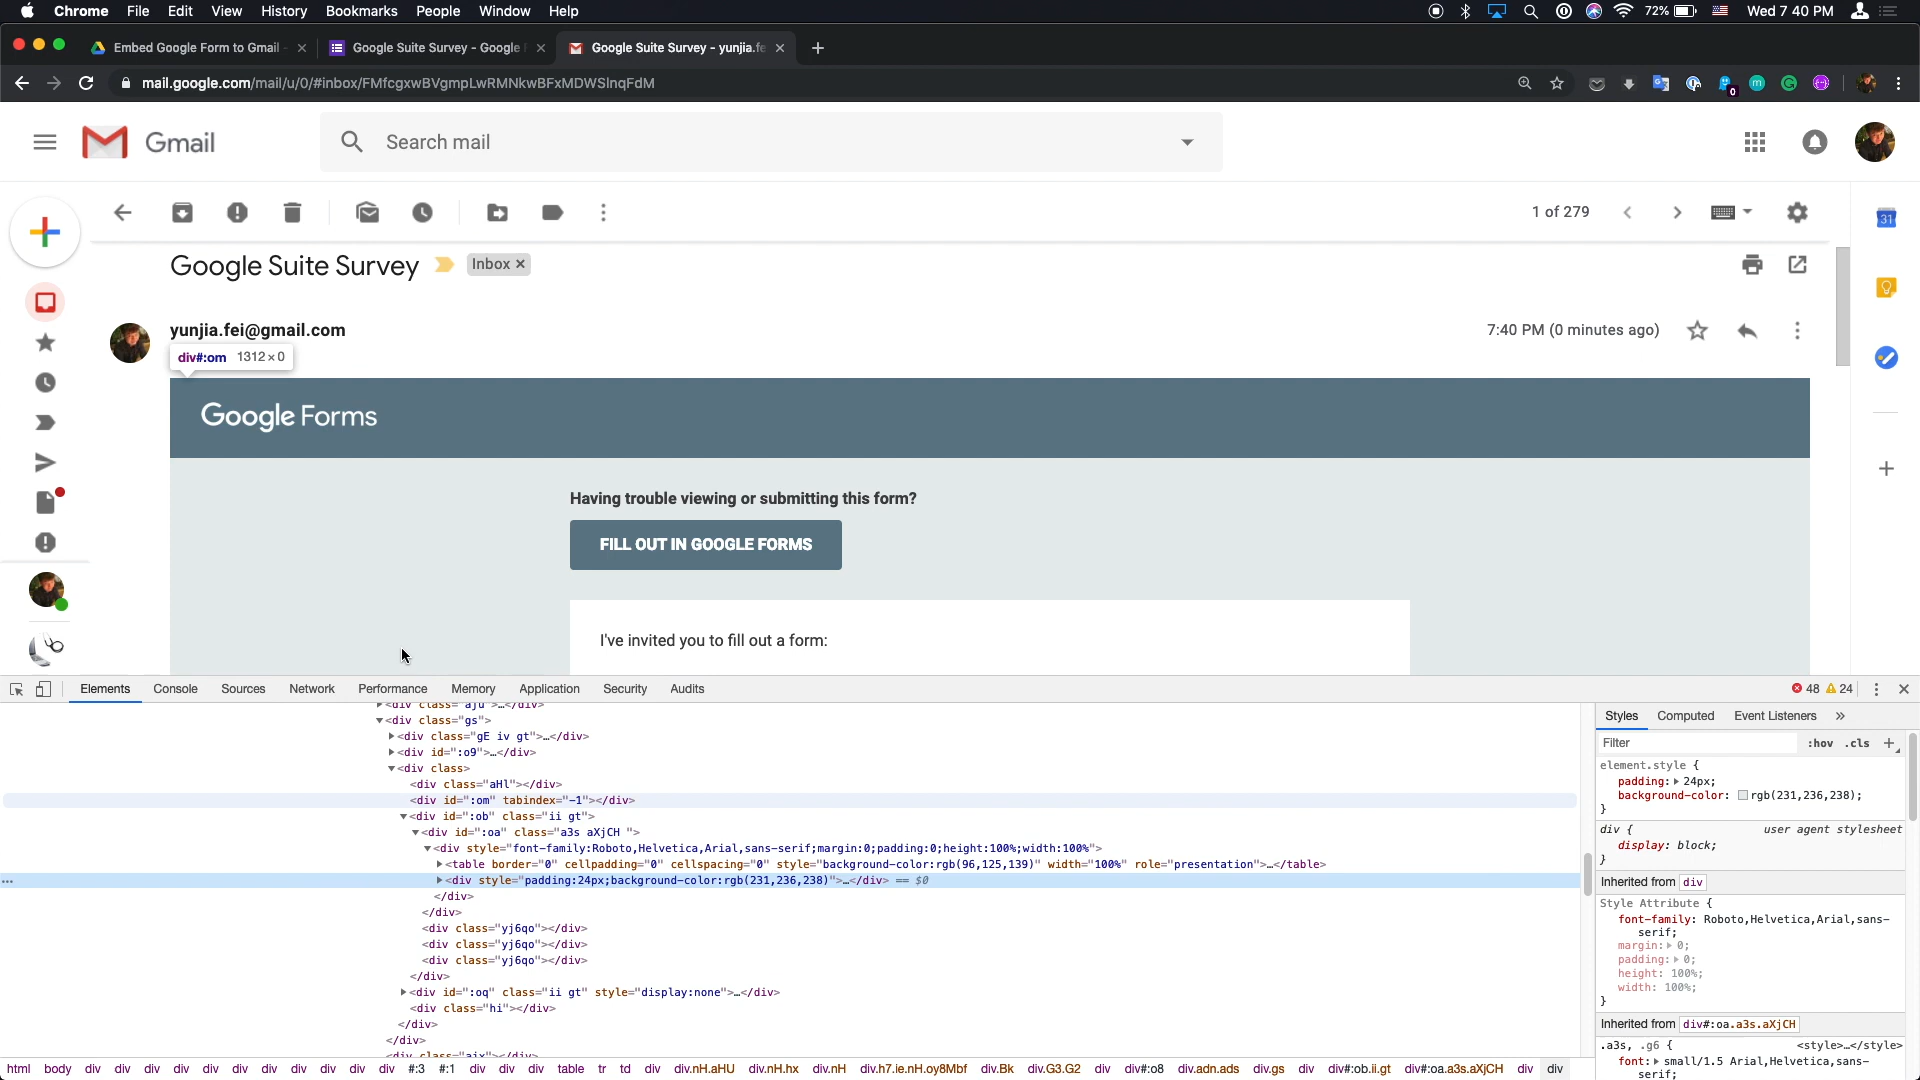 Chrome File Edit View History Bookmarks People Window Help 72% Wed 7 40 PM
Embed Google Form to Gmail - Google Suite Survey - Google F Google Suite Survey - yunjia.fe
mail.google.com/mail/u/0/#inbox/FMfcgxwBVgmpLwRMNkwBFxMDWSlnqFdM 0
Gmail Search mail
1 of 279 31
Google Suite Survey Inbox ×
yunjia.fei@gmail.com 7:40 PM (0 minutes ago)
div#:om 1312×0
Google Forms
Having trouble viewing or submitting this form?
FILL OUT IN GOOGLE FORMS
I've invited you to fill out a form:
Elements Console Sources Network Performance Memory Application Security Audits 48 24
<div class="aju">…</div>
<div class="gs">
<div class="gE iv gt">…</div>
<div id=":o9">…</div>
<div class>
<div class="aHl"></div>
<div id=":om" tabindex="-1"></div>
<div id=":ob" class="ii gt">
<div id=":oa" class="a3s aXjCH ">
<div style="font-family:Roboto,Helvetica,Arial,sans-serif;margin:0;padding:0;height:100%;width:100%">
<table border="0" cellpadding="0" cellspacing="0" style="background-color:rgb(96,125,139)" width="100%" role="presentation">…</table>
… <div style="padding:24px;background-color:rgb(231,236,238)">…</div> == $0
</div>
</div>
<div class="yj6qo"></div>
<div class="yj6qo"></div>
<div class="yj6qo"></div>
</div>
<div id=":oq" class="ii gt" style="display:none">…</div>
<div class="hi"></div>
</div>
</div>
<div class="ajx"></div>
html body div div div div div div div div div div div #:3 #:1 div div div table tr td div div.nH.aHU div.nH.hx div.nH div.h7.ie.nH.oy8Mbf div.Bk div.G3.G2 div div#:o8 div.adn.ads div.gs div div#:ob.ii.gt div#:oa.a3s.aXjCH div div
Styles Computed Event Listeners »
Filter :hov .cls +
element.style {
padding: 24px;
background-color: rgb(231,236,238);
}
div { user agent stylesheet
display: block;
}
Inherited from div
Style Attribute {
font-family: Roboto,Helvetica,Arial,sans-
serif;
margin: 0;
padding: 0;
height: 100%;
width: 100%;
}
Inherited from div#:oa.a3s.aXjCH
.a3s, .g6 { <style>…</style>
font: small/1.5 Arial,Helvetica,sans-
serif;